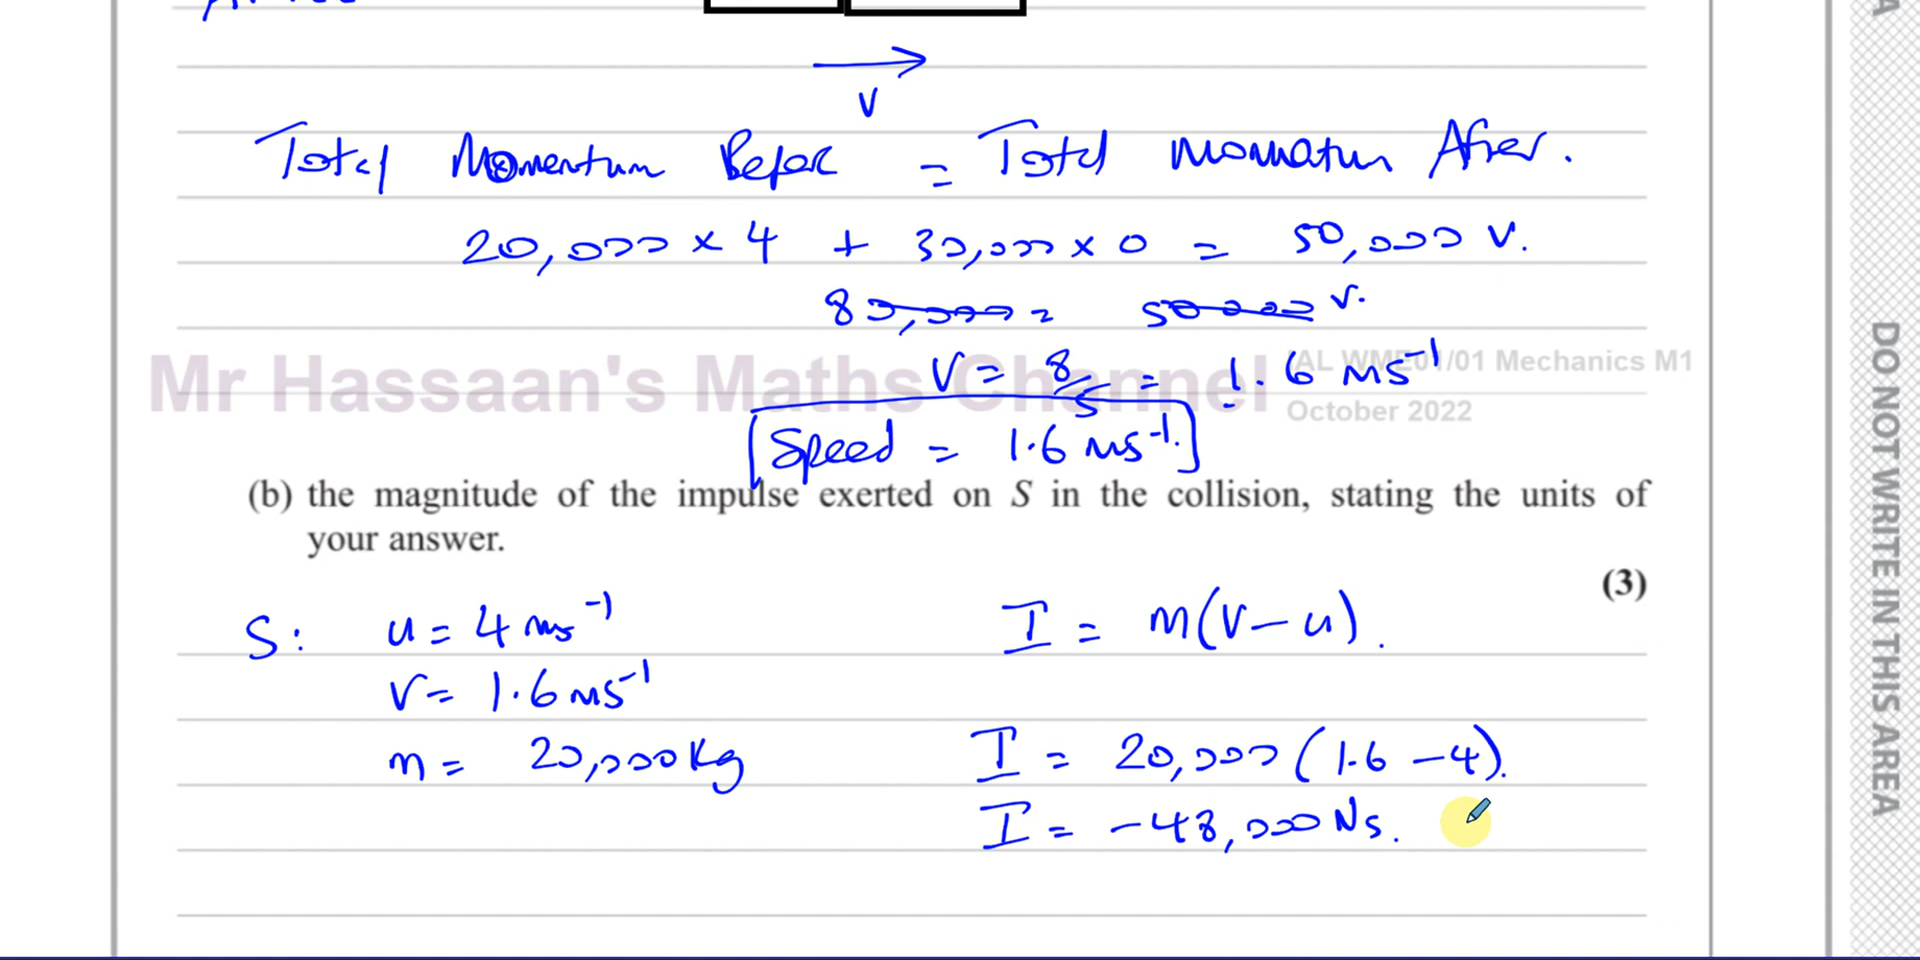 V
Total Momentum Before = Total Momentum After.
20,000 × 4 + 30,000 × 0 = 50,000 V.
80,000 = 50000 V.
V = 8/5 = 1.6 ms⁻¹
Mr Hassaan's Maths Channel
IAL WME01/01 Mechanics M1
October 2022
Speed = 1.6 ms⁻¹.
(b) the magnitude of the impulse exerted on S in the collision, stating the units of
your answer.
(3)
S: u = 4 ms⁻¹ I = m(v - u).
V = 1.6 ms⁻¹
m = 20,000 Kg I = 20,000 (1.6 - 4).
I = -48,000 Ns.
DO NOT WRITE IN THIS AREA